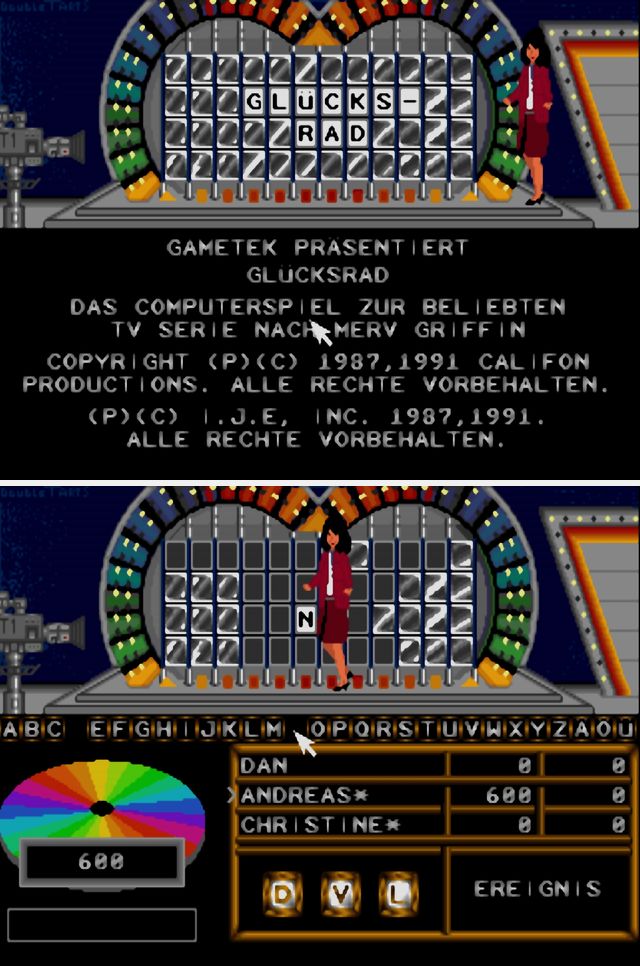 GLÜCKS-
RAD
GAMETEK PRÄSENTIERT
GLÜCKSRAD
DAS COMPUTERSPIEL ZUR BELIEBTEN
TV SERIE NACH MERV GRIFFIN
COPYRIGHT (P)(C) 1987,1991 CALIFON
PRODUCTIONS. ALLE RECHTE VORBEHALTEN.
(P)(C) I.J.E, INC. 1987,1991.
ALLE RECHTE VORBEHALTEN.
N
ABC EFGHIJKLM OPQRSTUVWXYZÄÖÜ
DAN 0 0
ANDREAS* 600 0
CHRISTINE* 0 0
600
D V L
EREIGNIS